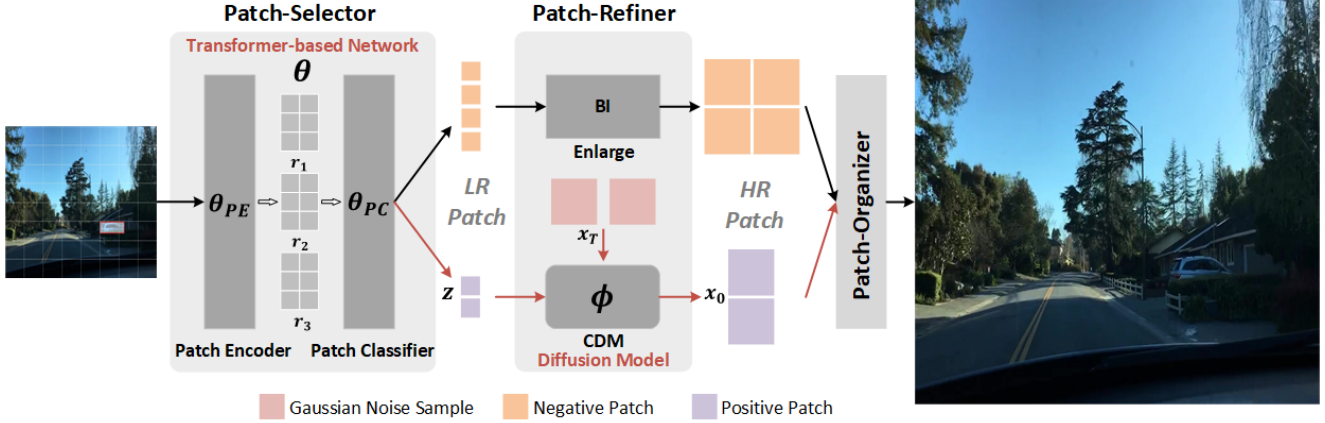 Patch-Selector
Patch-Refiner
Transformer-based Network
θ
θ_PE
r₁
r₂
r₃
θ_PC
Patch Encoder
Patch Classifier
LR
Patch
z
BI
Enlarge
x_T
ϕ
CDM
Diffusion Model
HR
Patch
x₀
Patch-Organizer
Gaussian Noise Sample
Negative Patch
Positive Patch